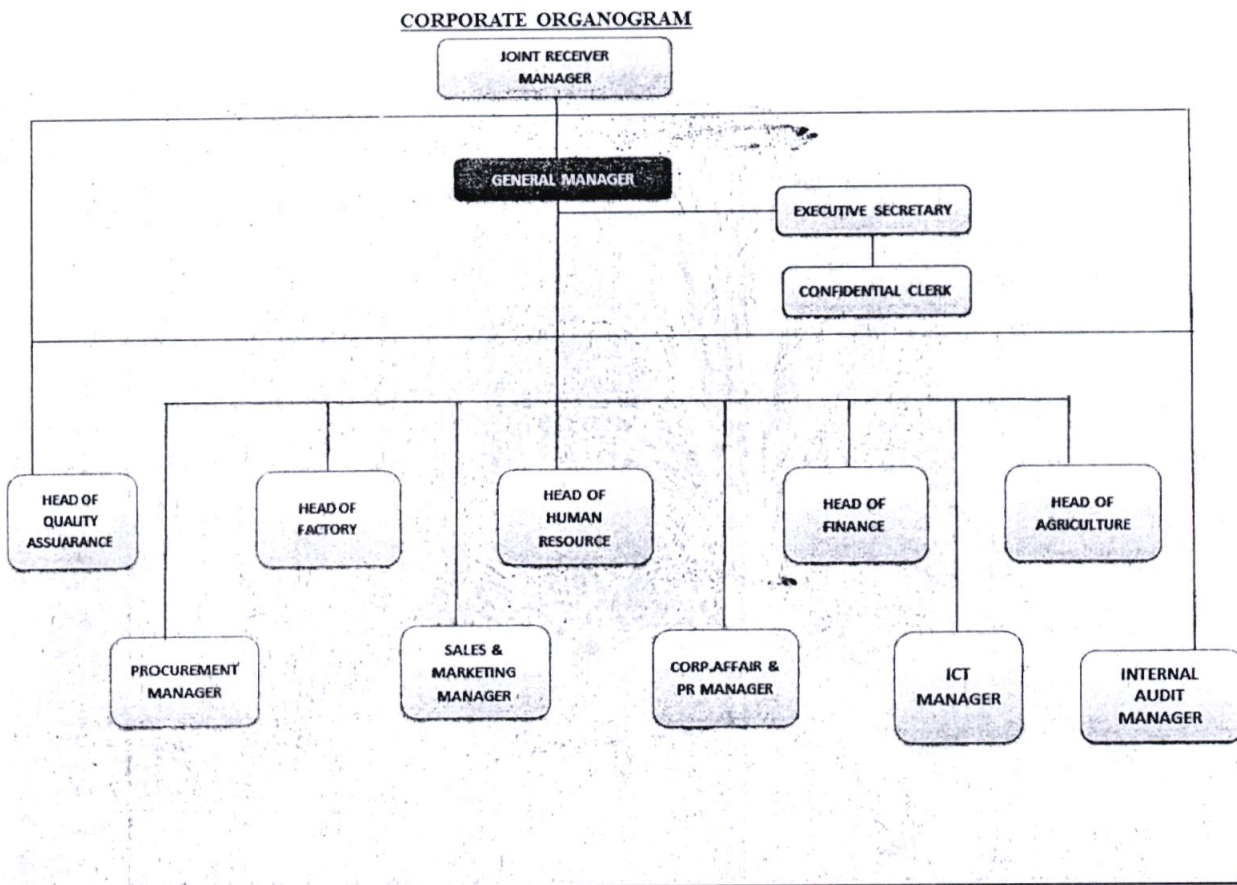 CORPORATE ORGANOGRAM
JOINT RECEIVER
MANAGER
GENERAL MANAGER
EXECUTIVE SECRETARY
CONFIDENTIAL CLERK
HEAD OF
QUALITY
ASSUARANCE
HEAD OF
FACTORY
HEAD OF
HUMAN
RESOURCE
HEAD OF
FINANCE
HEAD OF
AGRICULTURE
PROCUREMENT
MANAGER
SALES &
MARKETING
MANAGER
CORP.AFFAIR &
PR MANAGER
ICT
MANAGER
INTERNAL
AUDIT
MANAGER